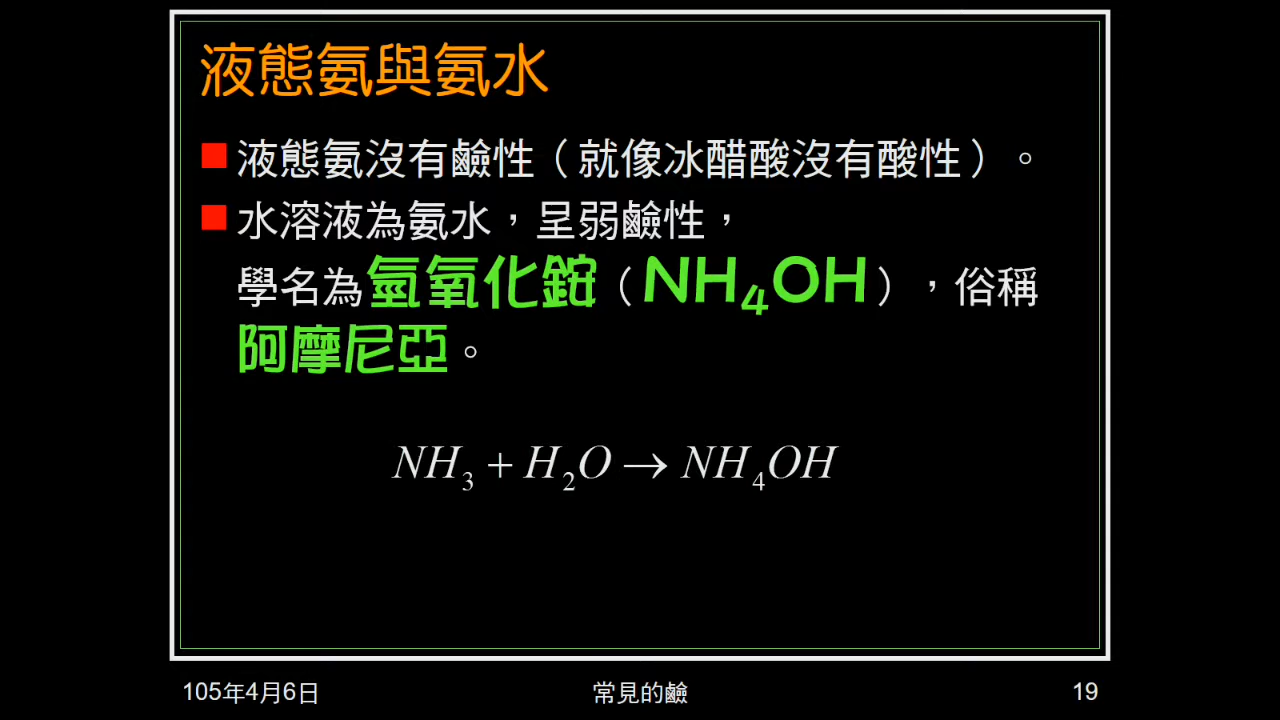 液態氨與氨水
液態氨沒有鹼性（就像冰醋酸沒有酸性）。
水溶液為氨水，呈弱鹼性，
學名為氫氧化銨（NH₄OH），俗稱
阿摩尼亞。
NH₃ + H₂O → NH₄OH
105年4月6日
常見的鹼
19